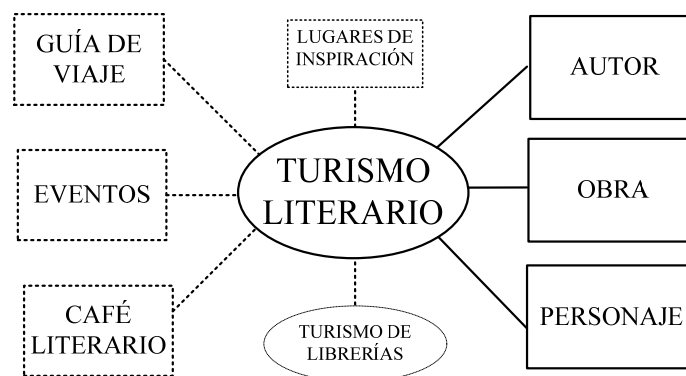 GUÍA DE
VIAJE
LUGARES DE
INSPIRACIÓN
AUTOR
EVENTOS
TURISMO
LITERARIO
OBRA
CAFÉ
LITERARIO
TURISMO DE
LIBRERÍAS
PERSONAJE